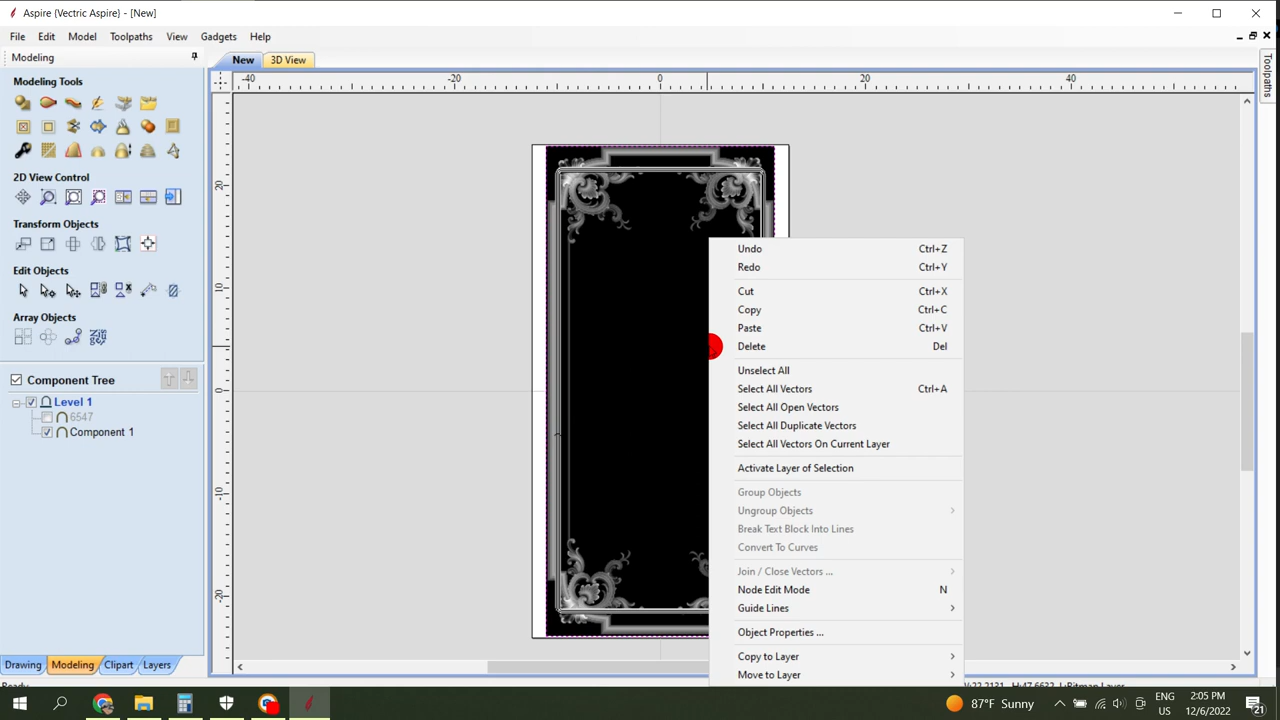 Aspire (Vectric Aspire) - [New]
File Edit Model Toolpaths View Gadgets Help
Modeling
New 3D View
Toolpaths
Modeling Tools
2D View Control
Transform Objects
Edit Objects
Array Objects
Component Tree
Level 1
6547
Component 1
Drawing Modeling Clipart Layers
-40 -20 0 20 40
20
10
0
-10
-20
Undo Ctrl+Z
Redo Ctrl+Y
Cut Ctrl+X
Copy Ctrl+C
Paste Ctrl+V
Delete Del
Unselect All
Select All Vectors Ctrl+A
Select All Open Vectors
Select All Duplicate Vectors
Select All Vectors On Current Layer
Activate Layer of Selection
Group Objects
Ungroup Objects
Break Text Block Into Lines
Convert To Curves
Join / Close Vectors ...
Node Edit Mode N
Guide Lines
Object Properties ...
Copy to Layer
Move to Layer
87°F Sunny
ENG
US
2:05 PM
12/6/2022
21